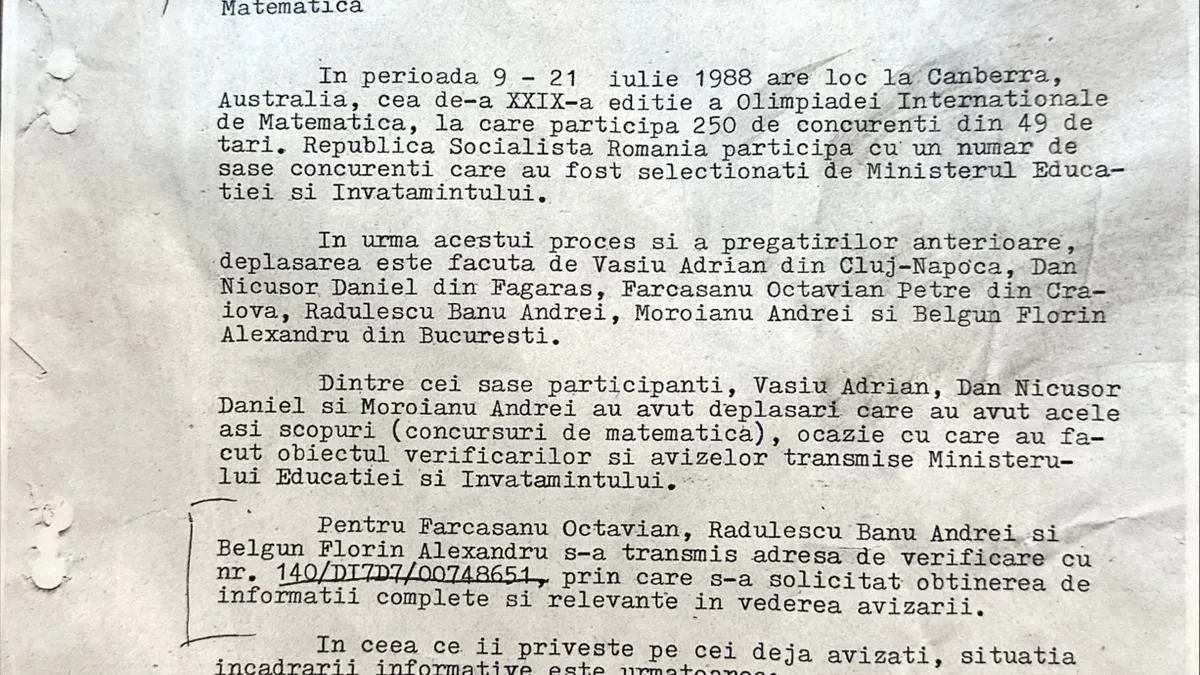 Matematica
In perioada 9 - 21 iulie 1988 are loc la Canberra,
Australia, cea de-a XXIX-a editie a Olimpiadei Internationale
de Matematica, la care participa 250 de concurenti din 49 de
tari. Republica Socialista Romania participa cu un numar de
sase concurenti care au fost selectionati de Ministerul Educa-
tiei si Invatamintului.
In urma acestui proces si a pregatirilor anterioare,
deplasarea este facuta de Vasiu Adrian din Cluj-Napoca, Dan
Nicusor Daniel din Fagaras, Farcasanu Octavian Petre din Cra-
iova, Radulescu Banu Andrei, Moroianu Andrei si Belgun Florin
Alexandru din Bucuresti.
Dintre cei sase participanti, Vasiu Adrian, Dan Nicusor
Daniel si Moroianu Andrei au avut deplasari care au avut acele
asi scopuri (concursuri de matematica), ocazie cu care au fa-
cut obiectul verificarilor si avizelor transmise Ministeru-
lui Educatiei si Invatamintului.
Pentru Farcasanu Octavian, Radulescu Banu Andrei si
Belgun Florin Alexandru s-a transmis adresa de verificare cu
nr. 140/DI7D7/00748651, prin care s-a solicitat obtinerea de
informatii complete si relevante in vederea avizarii.
In ceea ce ii priveste pe cei deja avizati, situatia
incadrarii informative este urmatoarea: